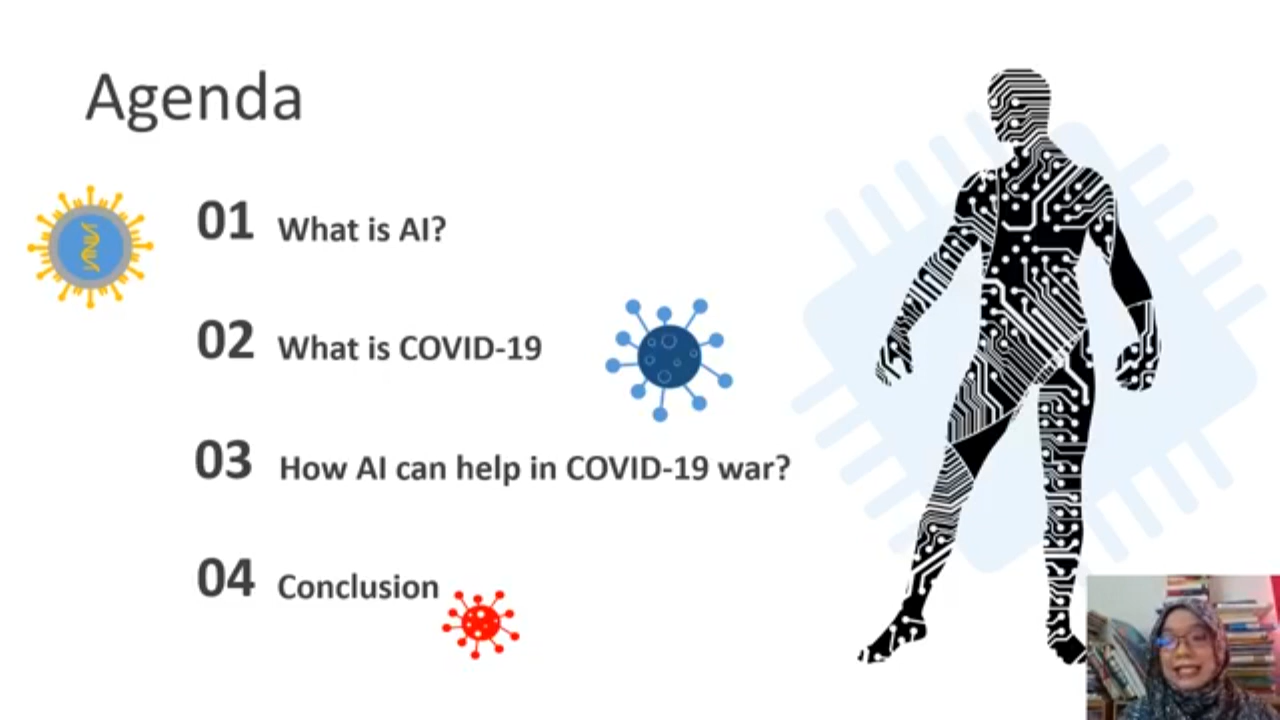 Agenda
01 What is AI?
02 What is COVID-19
03 How AI can help in COVID-19 war?
04 Conclusion